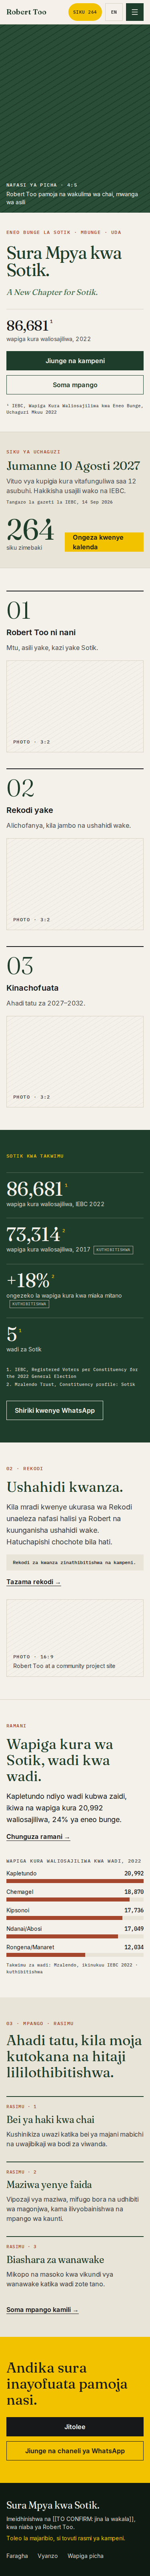 Robert Too
SIKU 264
EN
NAFASI YA PICHA · 4:5
Robert Too pamoja na wakulima wa chai, mwanga
wa asili
ENEO BUNGE LA SOTIK · MBUNGE · UDA
Sura Mpya kwa
Sotik.
A New Chapter for Sotik.
86,681¹
wapiga kura waliosajiliwa, 2022
Jiunge na kampeni
Soma mpango
¹ IEBC, Wapiga Kura Waliosajiliwa kwa Eneo Bunge,
Uchaguzi Mkuu 2022
SIKU YA UCHAGUZI
Jumanne 10 Agosti 2027
Vituo vya kupigia kura vitafunguliwa saa 12
asubuhi. Hakikisha usajili wako na IEBC.
Tangazo la gazeti la IEBC, 14 Sep 2026
264
siku zimebaki
Ongeza kwenye
kalenda
01
Robert Too ni nani
Mtu, asili yake, kazi yake Sotik.
PHOTO · 3:2
02
Rekodi yake
Alichofanya, kila jambo na ushahidi wake.
PHOTO · 3:2
03
Kinachofuata
Ahadi tatu za 2027–2032.
PHOTO · 3:2
SOTIK KWA TAKWIMU
86,681 1
wapiga kura waliosajiliwa, IEBC 2022
73,314 2
wapiga kura waliosajiliwa, 2017 KUTHIBITISHWA
+18% 2
ongezeko la wapiga kura kwa miaka mitano
KUTHIBITISHWA
5 1
wadi za Sotik
1. IEBC, Registered Voters per Constituency for
the 2022 General Election
2. Mzalendo Trust, Constituency profile: Sotik
Shiriki kwenye WhatsApp
02 · REKODI
Ushahidi kwanza.
Kila mradi kwenye ukurasa wa Rekodi
unaeleza nafasi halisi ya Robert na
kuunganisha ushahidi wake.
Hatuchapishi chochote bila hati.
Rekodi za kwanza zinathibitishwa na kampeni.
Tazama rekodi →
PHOTO · 16:9
Robert Too at a community project site
RAMANI
Wapiga kura wa
Sotik, wadi kwa
wadi.
Kapletundo ndiyo wadi kubwa zaidi,
ikiwa na wapiga kura 20,992
waliosajiliwa, 24% ya eneo bunge.
Chunguza ramani →
WAPIGA KURA WALIOSAJILIWA KWA WADI, 2022
Kapletundo 20,992
Chemagel 18,870
Kipsonoi 17,736
Ndanai/Abosi 17,049
Rongena/Manaret 12,034
Takwimu za wadi: Mzalendo, ikinukuu IEBC 2022 ·
kuthibitishwa
03 · MPANGO · RASIMU
Ahadi tatu, kila moja
kutokana na hitaji
lililothibitishwa.
RASIMU · 1
Bei ya haki kwa chai
Kushinikiza uwazi katika bei ya majani mabichi
na uwajibikaji wa bodi za viwanda.
RASIMU · 2
Maziwa yenye faida
Vipozaji vya maziwa, mifugo bora na udhibiti
wa magonjwa, kama ilivyobainishwa na
mpango wa kaunti.
RASIMU · 3
Biashara za wanawake
Mikopo na masoko kwa vikundi vya
wanawake katika wadi zote tano.
Soma mpango kamili →
Andika sura
inayofuata pamoja
nasi.
Jitolee
Jiunge na chaneli ya WhatsApp
Sura Mpya kwa Sotik.
Imeidhinishwa na [[TO CONFIRM: jina la wakala]],
kwa niaba ya Robert Too.
Toleo la majaribio, si tovuti rasmi ya kampeni.
Faragha Vyanzo Wapiga picha